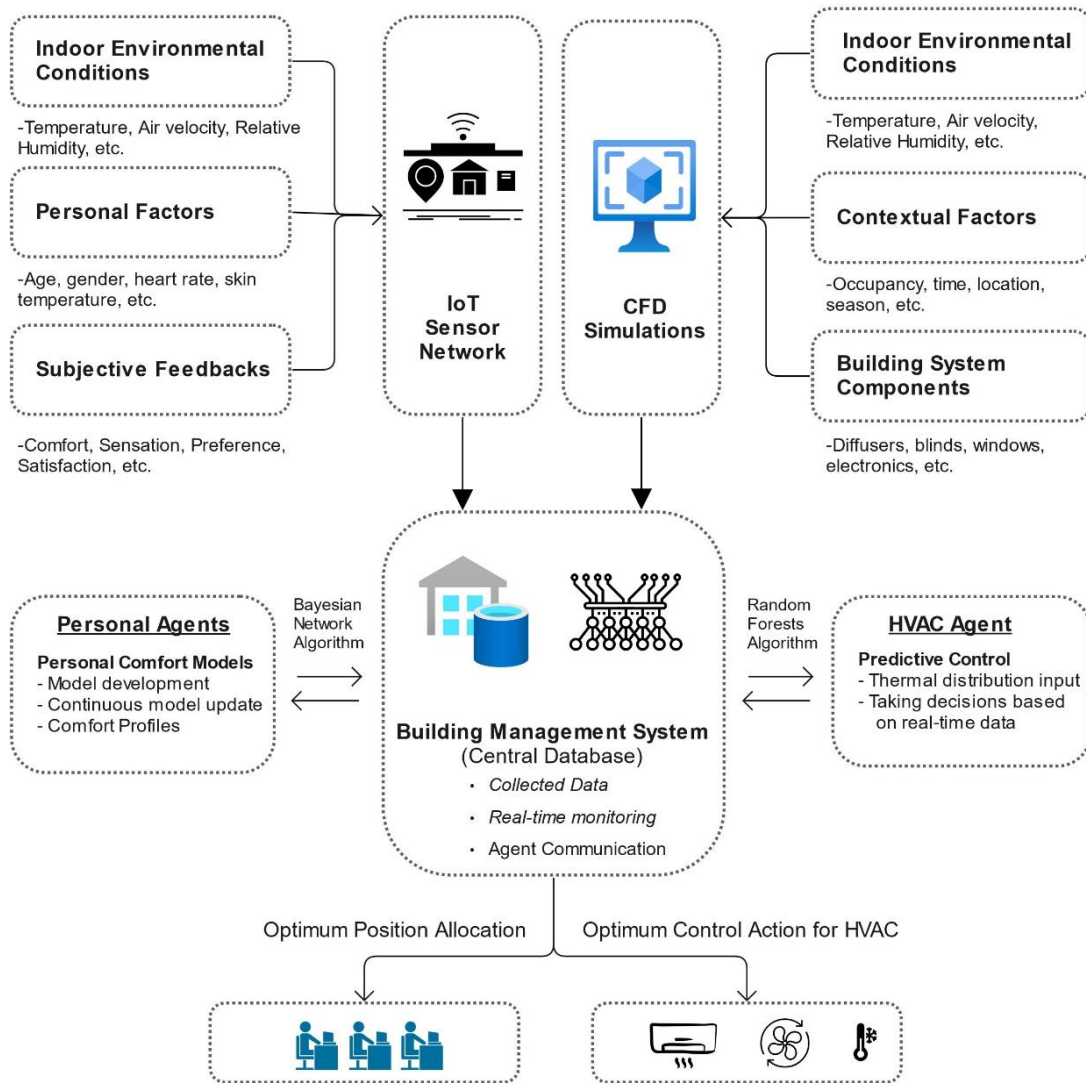 Indoor Environmental
Conditions
-Temperature, Air velocity, Relative
Humidity, etc.
Personal Factors
-Age, gender, heart rate, skin
temperature, etc.
Subjective Feedbacks
-Comfort, Sensation, Preference,
Satisfaction, etc.
IoT
Sensor
Network
CFD
Simulations
Indoor Environmental
Conditions
-Temperature, Air velocity,
Relative Humidity, etc.
Contextual Factors
-Occupancy, time, location,
season, etc.
Building System
Components
-Diffusers, blinds, windows,
electronics, etc.
Personal Agents
Personal Comfort Models
- Model development
- Continuous model update
- Comfort Profiles
Bayesian
Network
Algorithm
Building Management System
(Central Database)
• Collected Data
• Real-time monitoring
• Agent Communication
Random
Forests
Algorithm
HVAC Agent
Predictive Control
- Thermal distribution input
- Taking decisions based
on real-time data
Optimum Position Allocation
Optimum Control Action for HVAC